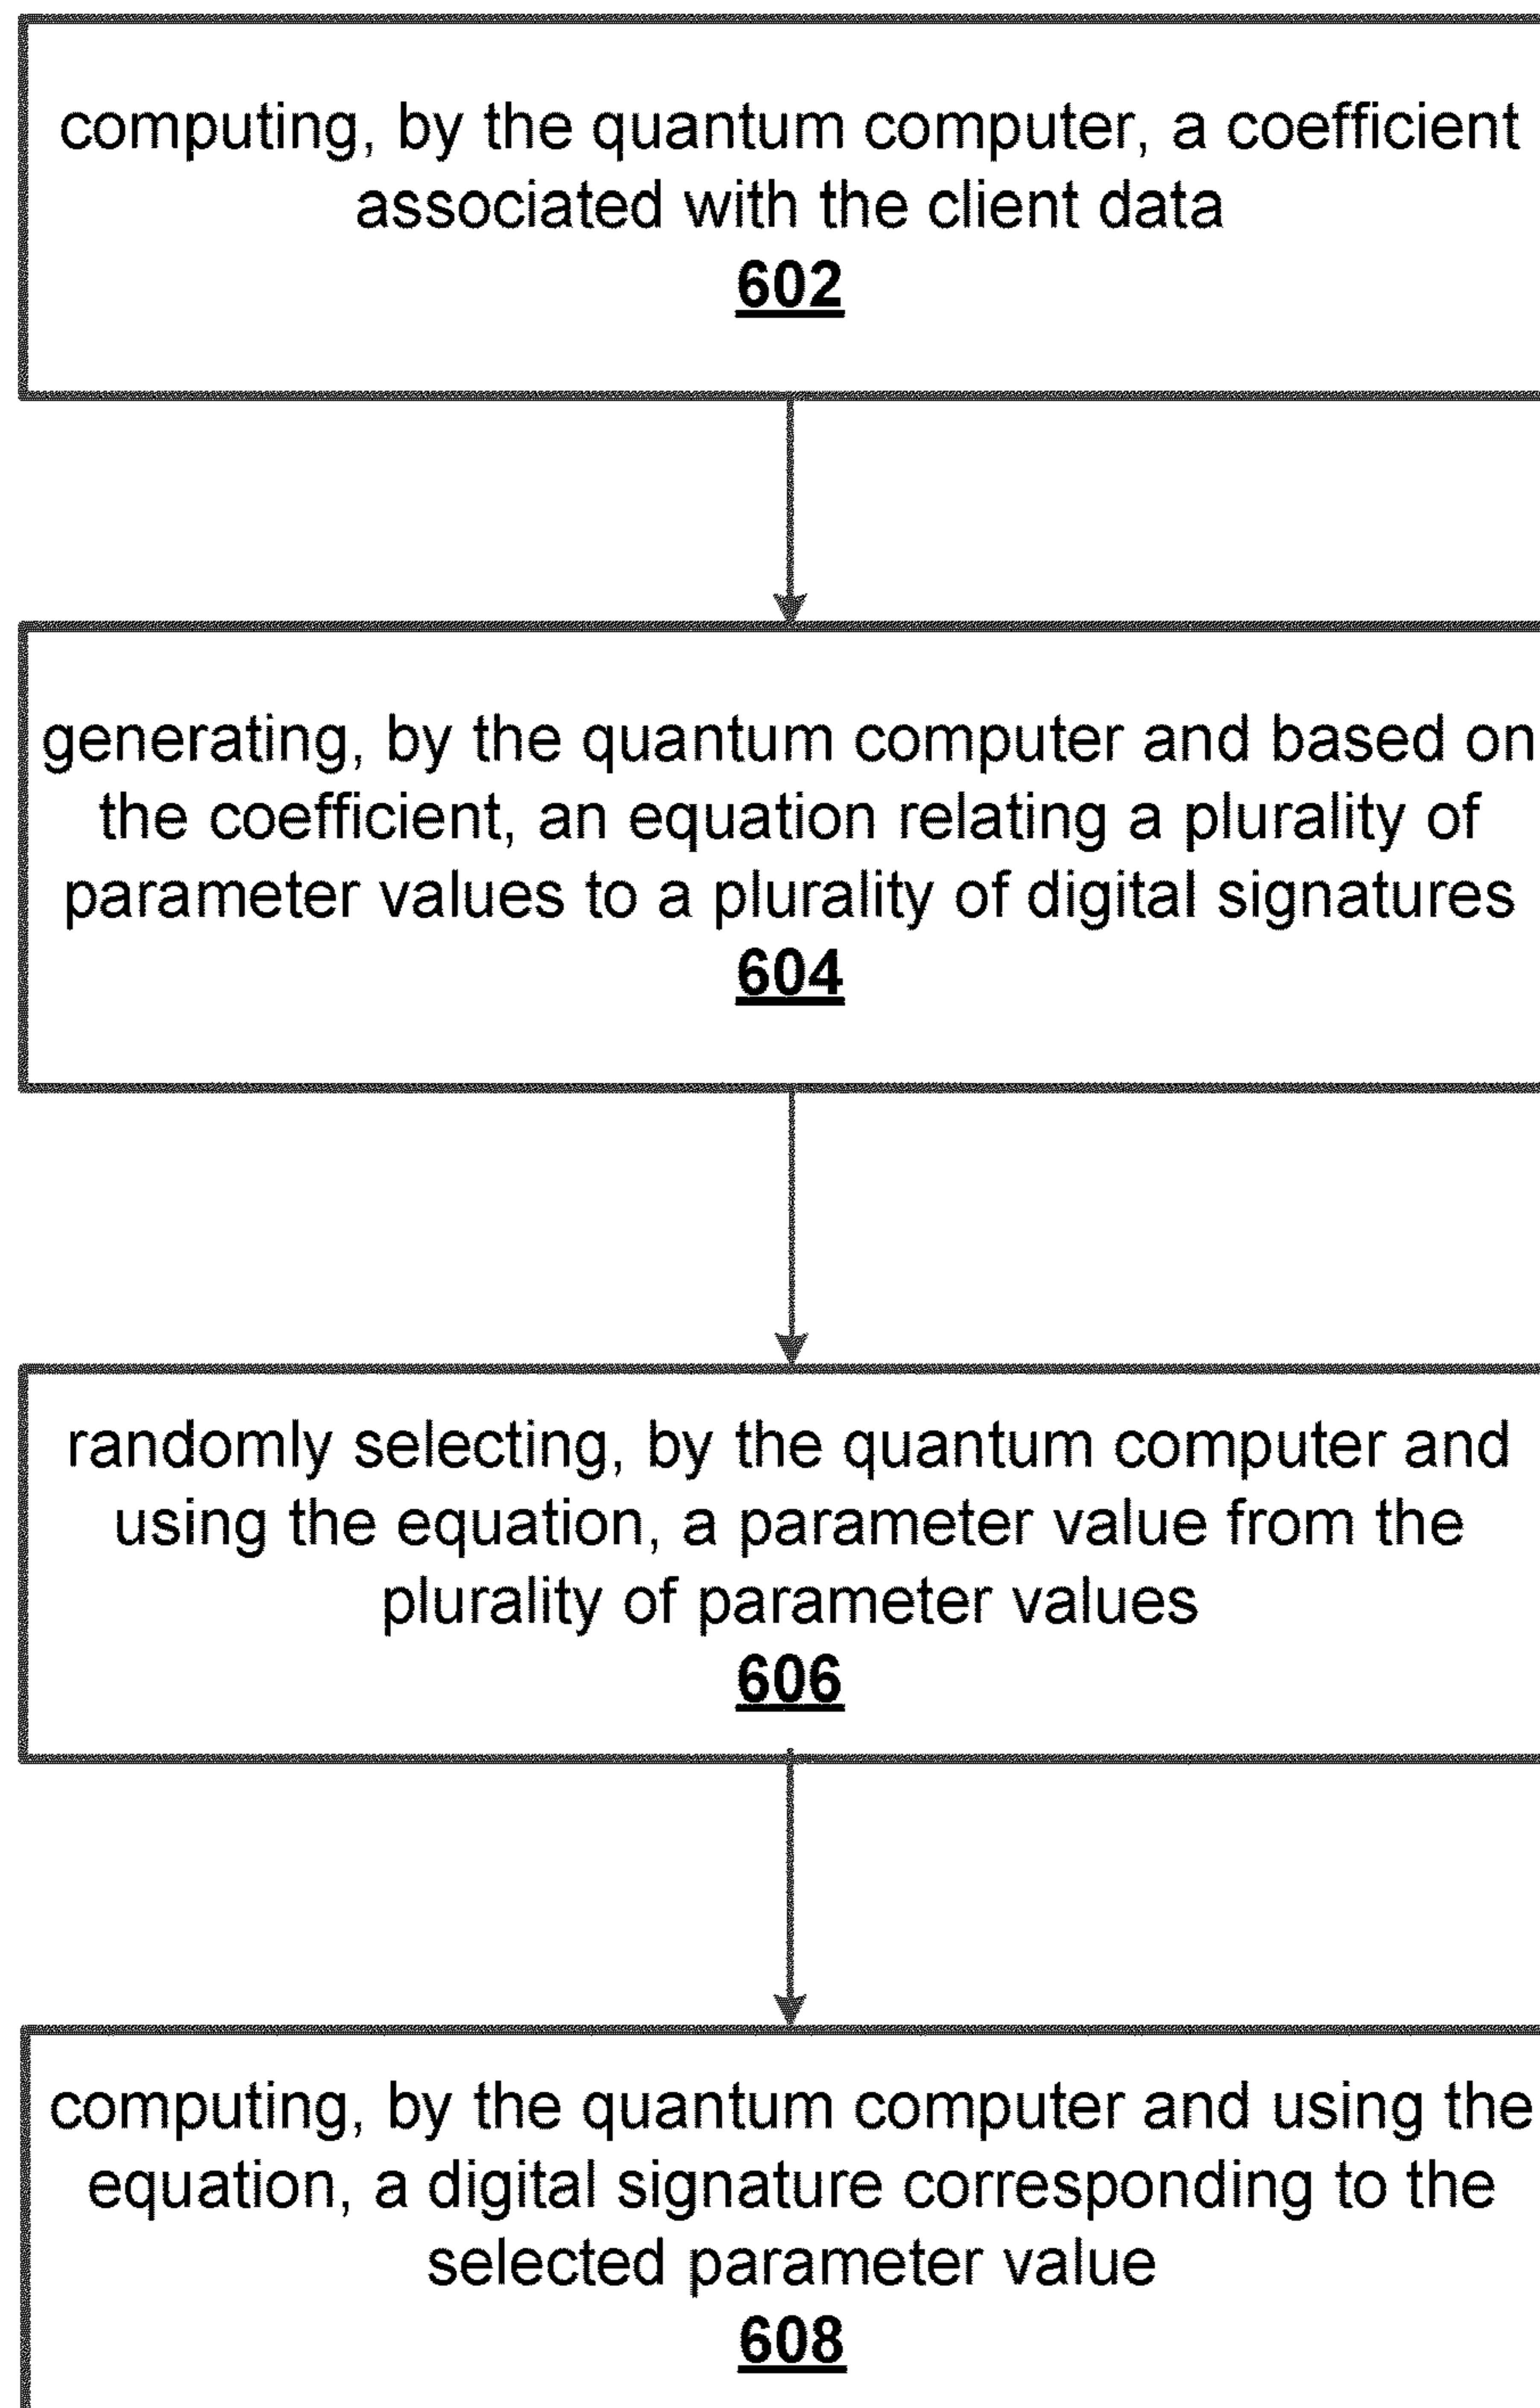 computing, by the quantum computer, a coefficient
associated with the client data
602
generating, by the quantum computer and based on
the coefficient, an equation relating a plurality of
parameter values to a plurality of digital signatures
604
randomly selecting, by the quantum computer and
using the equation, a parameter value from the
plurality of parameter values
606
computing, by the quantum computer and using the
equation, a digital signature corresponding to the
selected parameter value
608